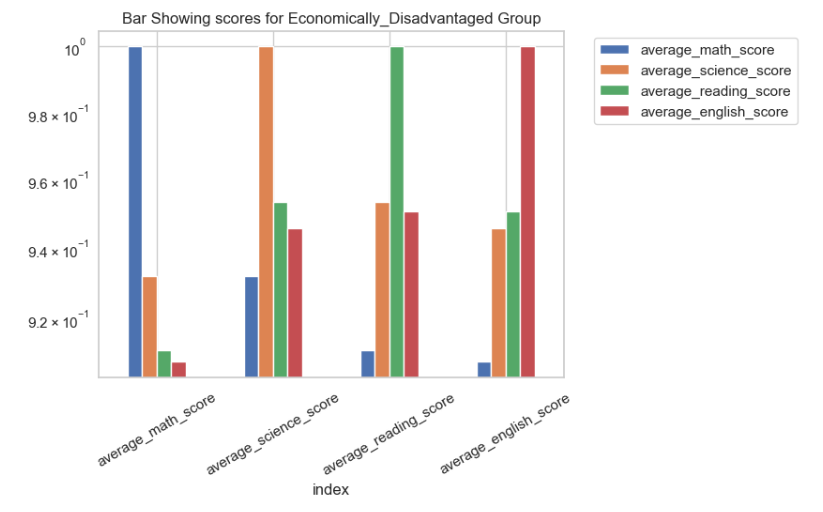 Bar Showing scores for Economically_Disadvantaged Group
10⁰
9.8 × 10⁻¹
9.6 × 10⁻¹
9.4 × 10⁻¹
9.2 × 10⁻¹
average_math_score
average_science_score
average_reading_score
average_english_score
index
average_math_score
average_science_score
average_reading_score
average_english_score